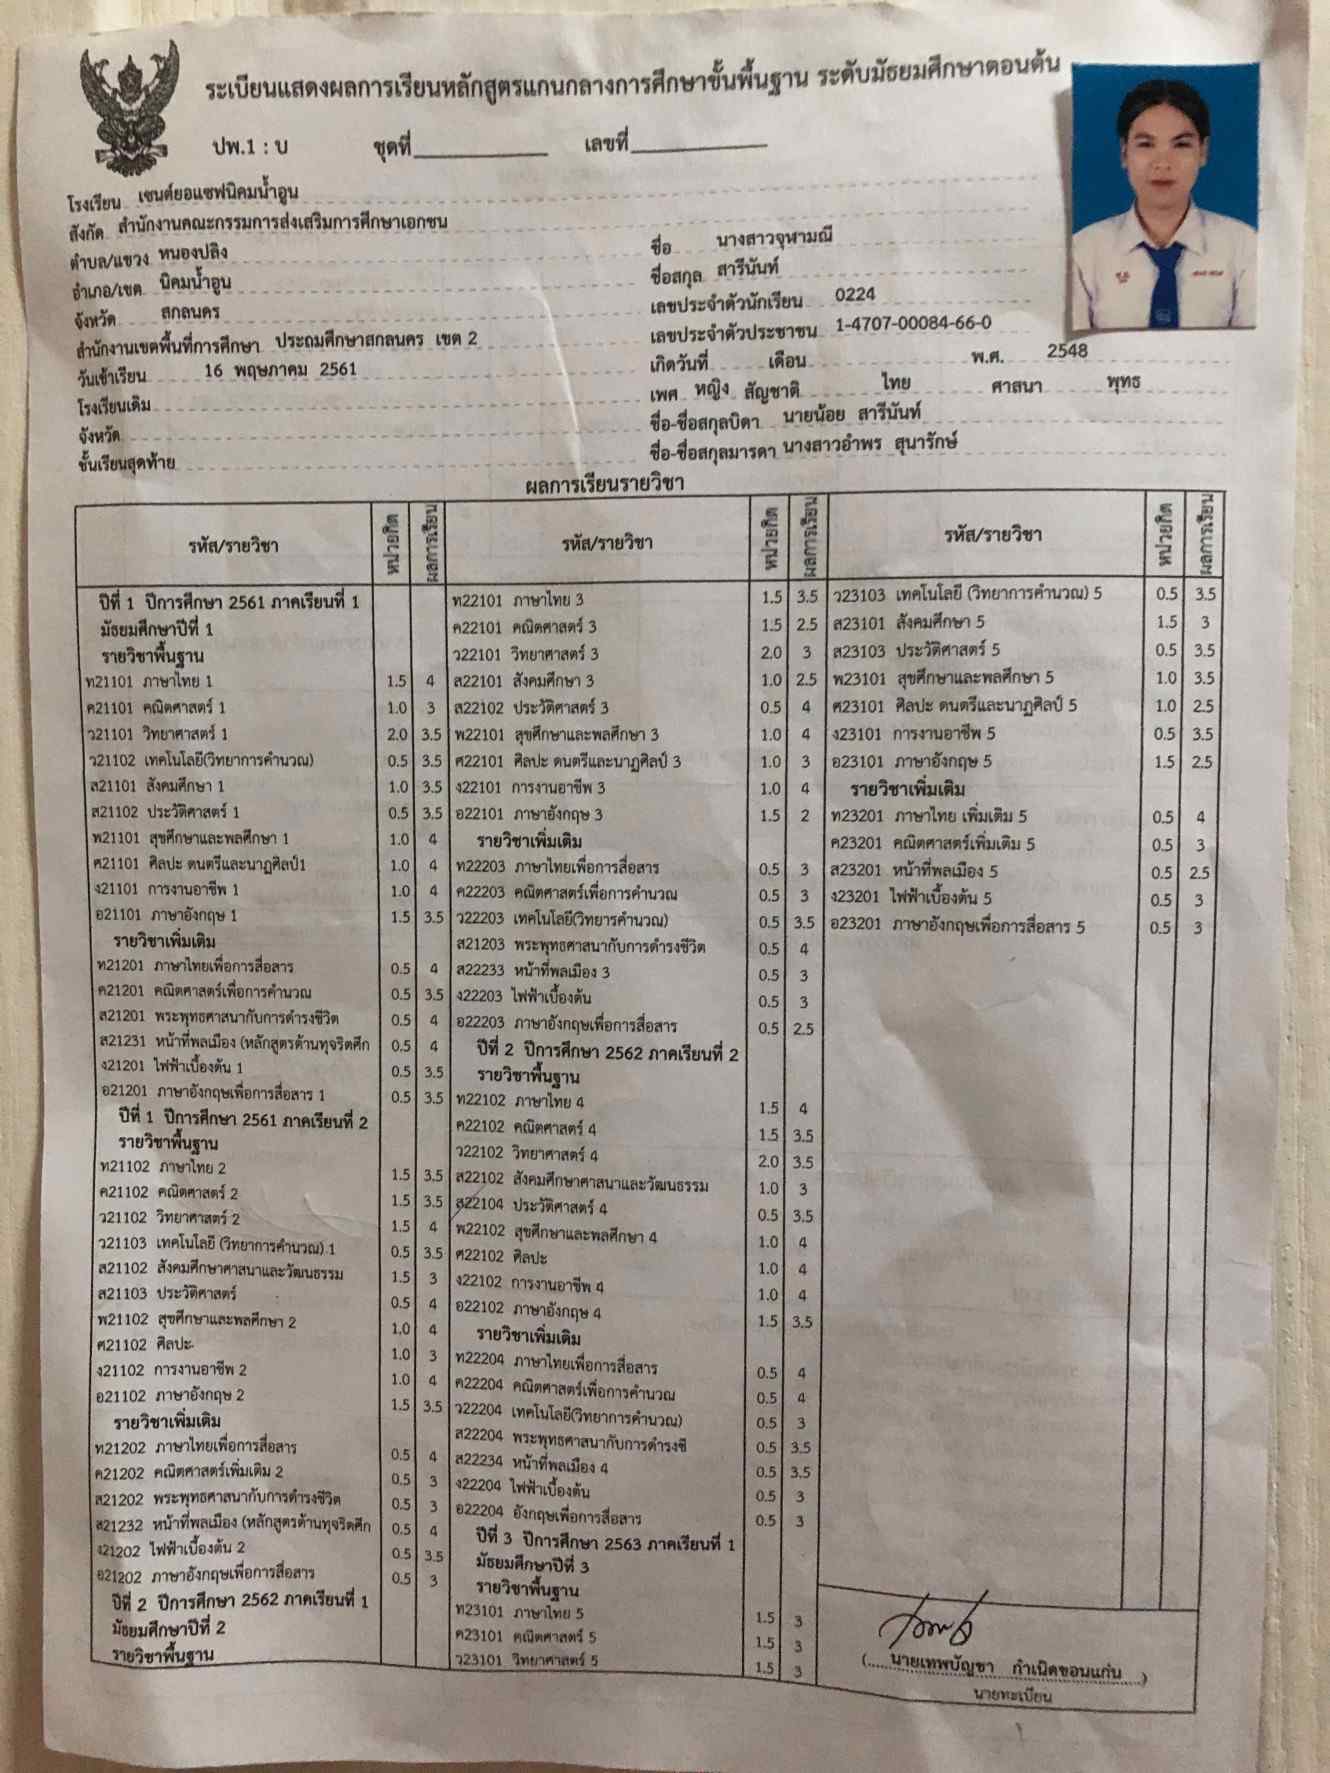 ระเบียนแสดงผลการเรียนหลักสูตรแกนกลางการศึกษาขั้นพื้นฐาน ระดับมัธยมศึกษาตอนต้น
ปพ.1 : บ ชุดที่ เลขที่
โรงเรียน เซนต์ยอแซฟนิคมน้ำอูน
สังกัด สำนักงานคณะกรรมการส่งเสริมการศึกษาเอกชน
ตำบล/แขวง หนองปลิง
อำเภอ/เขต นิคมน้ำอูน
จังหวัด สกลนคร
สำนักงานเขตพื้นที่การศึกษา ประถมศึกษาสกลนคร เขต 2
วันเข้าเรียน 16 พฤษภาคม 2561
โรงเรียนเดิม
จังหวัด
ชั้นเรียนสุดท้าย
ชื่อ นางสาวจุฬามณี
ชื่อสกุล สารีนันท์
เลขประจำตัวนักเรียน 0224
เลขประจำตัวประชาชน 1-4707-00084-66-0
เกิดวันที่ เดือน พ.ศ. 2548
เพศ หญิง สัญชาติ ไทย ศาสนา พุทธ
ชื่อ-ชื่อสกุลบิดา นายน้อย สารีนันท์
ชื่อ-ชื่อสกุลมารดา นางสาวอำพร สุนารักษ์
ผลการเรียนรายวิชา
รหัส/รายวิชา หน่วยกิต ผลการเรียน
ปีที่ 1 ปีการศึกษา 2561 ภาคเรียนที่ 1
มัธยมศึกษาปีที่ 1
รายวิชาพื้นฐาน
ท21101 ภาษาไทย 1 1.5 4
ค21101 คณิตศาสตร์ 1 1.0 3
ว21101 วิทยาศาสตร์ 1 2.0 3.5
ว21102 เทคโนโลยี(วิทยาการคำนวณ) 0.5 3.5
ส21101 สังคมศึกษา 1 1.0 3.5
ส21102 ประวัติศาสตร์ 1 0.5 3.5
พ21101 สุขศึกษาและพลศึกษา 1 1.0 4
ศ21101 ศิลปะ ดนตรีและนาฏศิลป์1 1.0 4
ง21101 การงานอาชีพ 1 1.0 4
อ21101 ภาษาอังกฤษ 1 1.5 3.5
รายวิชาเพิ่มเติม
ท21201 ภาษาไทยเพื่อการสื่อสาร 0.5 4
ค21201 คณิตศาสตร์เพื่อการคำนวณ 0.5 3.5
ส21201 พระพุทธศาสนากับการดำรงชีวิต 0.5 4
ส21231 หน้าที่พลเมือง (หลักสูตรต้านทุจริตศึก 0.5 4
ง21201 ไฟฟ้าเบื้องต้น 1 0.5 3.5
อ21201 ภาษาอังกฤษเพื่อการสื่อสาร 1 0.5 3.5
ปีที่ 1 ปีการศึกษา 2561 ภาคเรียนที่ 2
รายวิชาพื้นฐาน
ท21102 ภาษาไทย 2 1.5 3.5
ค21102 คณิตศาสตร์ 2 1.5 3.5
ว21102 วิทยาศาสตร์ 2 1.5 4
ว21103 เทคโนโลยี (วิทยาการคำนวณ) 1 0.5 3.5
ส21102 สังคมศึกษาศาสนาและวัฒนธรรม 1.5 3
ส21103 ประวัติศาสตร์ 0.5 4
พ21102 สุขศึกษาและพลศึกษา 2 1.0 4
ศ21102 ศิลปะ 1.0 3
ง21102 การงานอาชีพ 2 1.0 4
อ21102 ภาษาอังกฤษ 2 1.5 3.5
รายวิชาเพิ่มเติม
ท21202 ภาษาไทยเพื่อการสื่อสาร 0.5 4
ค21202 คณิตศาสตร์เพิ่มเติม 2 0.5 3
ส21202 พระพุทธศาสนากับการดำรงชีวิต 0.5 3
ส21232 หน้าที่พลเมือง (หลักสูตรต้านทุจริตศึก 0.5 4
ง21202 ไฟฟ้าเบื้องต้น 2 0.5 3.5
อ21202 ภาษาอังกฤษเพื่อการสื่อสาร 0.5 3
ปีที่ 2 ปีการศึกษา 2562 ภาคเรียนที่ 1
มัธยมศึกษาปีที่ 2
รายวิชาพื้นฐาน
รหัส/รายวิชา หน่วยกิต ผลการเรียน
ท22101 ภาษาไทย 3 1.5 3.5
ค22101 คณิตศาสตร์ 3 1.5 2.5
ว22101 วิทยาศาสตร์ 3 2.0 3
ส22101 สังคมศึกษา 3 1.0 2.5
ส22102 ประวัติศาสตร์ 3 0.5 4
พ22101 สุขศึกษาและพลศึกษา 3 1.0 4
ศ22101 ศิลปะ ดนตรีและนาฏศิลป์ 3 1.0 3
ง22101 การงานอาชีพ 3 1.0 4
อ22101 ภาษาอังกฤษ 3 1.5 2
รายวิชาเพิ่มเติม
ท22203 ภาษาไทยเพื่อการสื่อสาร 0.5 3
ค22203 คณิตศาสตร์เพื่อการคำนวณ 0.5 3
ว22203 เทคโนโลยี(วิทยารคำนวณ) 0.5 3.5
ส21203 พระพุทธศาสนากับการดำรงชีวิต 0.5 4
ส22233 หน้าที่พลเมือง 3 0.5 3
ง22203 ไฟฟ้าเบื้องต้น 0.5 3
อ22203 ภาษาอังกฤษเพื่อการสื่อสาร 0.5 2.5
ปีที่ 2 ปีการศึกษา 2562 ภาคเรียนที่ 2
รายวิชาพื้นฐาน
ท22102 ภาษาไทย 4 1.5 4
ค22102 คณิตศาสตร์ 4 1.5 3.5
ว22102 วิทยาศาสตร์ 4 2.0 3.5
ส22102 สังคมศึกษาศาสนาและวัฒนธรรม 1.0 3
ส22104 ประวัติศาสตร์ 4 0.5 3.5
พ22102 สุขศึกษาและพลศึกษา 4 1.0 4
ศ22102 ศิลปะ 1.0 4
ง22102 การงานอาชีพ 4 1.0 4
อ22102 ภาษาอังกฤษ 4 1.5 3.5
รายวิชาเพิ่มเติม
ท22204 ภาษาไทยเพื่อการสื่อสาร 0.5 4
ค22204 คณิตศาสตร์เพื่อการคำนวณ 0.5 4
ว22204 เทคโนโลยี(วิทยาการคำนวณ) 0.5 3
ส22204 พระพุทธศาสนากับการดำรงชี 0.5 3.5
ส22234 หน้าที่พลเมือง 4 0.5 3.5
ง22204 ไฟฟ้าเบื้องต้น 0.5 3
อ22204 อังกฤษเพื่อการสื่อสาร 0.5 3
ปีที่ 3 ปีการศึกษา 2563 ภาคเรียนที่ 1
มัธยมศึกษาปีที่ 3
รายวิชาพื้นฐาน
ท23101 ภาษาไทย 5 1.5 3
ค23101 คณิตศาสตร์ 5 1.5 3
ว23101 วิทยาศาสตร์ 5 1.5 3
รหัส/รายวิชา หน่วยกิต ผลการเรียน
ว23103 เทคโนโลยี (วิทยาการคำนวณ) 5 0.5 3.5
ส23101 สังคมศึกษา 5 1.5 3
ส23103 ประวัติศาสตร์ 5 0.5 3.5
พ23101 สุขศึกษาและพลศึกษา 5 1.0 3.5
ศ23101 ศิลปะ ดนตรีและนาฏศิลป์ 5 1.0 2.5
ง23101 การงานอาชีพ 5 0.5 3.5
อ23101 ภาษาอังกฤษ 5 1.5 2.5
รายวิชาเพิ่มเติม
ท23201 ภาษาไทย เพิ่มเติม 5 0.5 4
ค23201 คณิตศาสตร์เพิ่มเติม 5 0.5 3
ส23201 หน้าที่พลเมือง 5 0.5 2.5
ง23201 ไฟฟ้าเบื้องต้น 5 0.5 3
อ23201 ภาษาอังกฤษเพื่อการสื่อสาร 5 0.5 3
(....นายเทพบัญชา กำเนิดขอนแก่น....)
นายทะเบียน